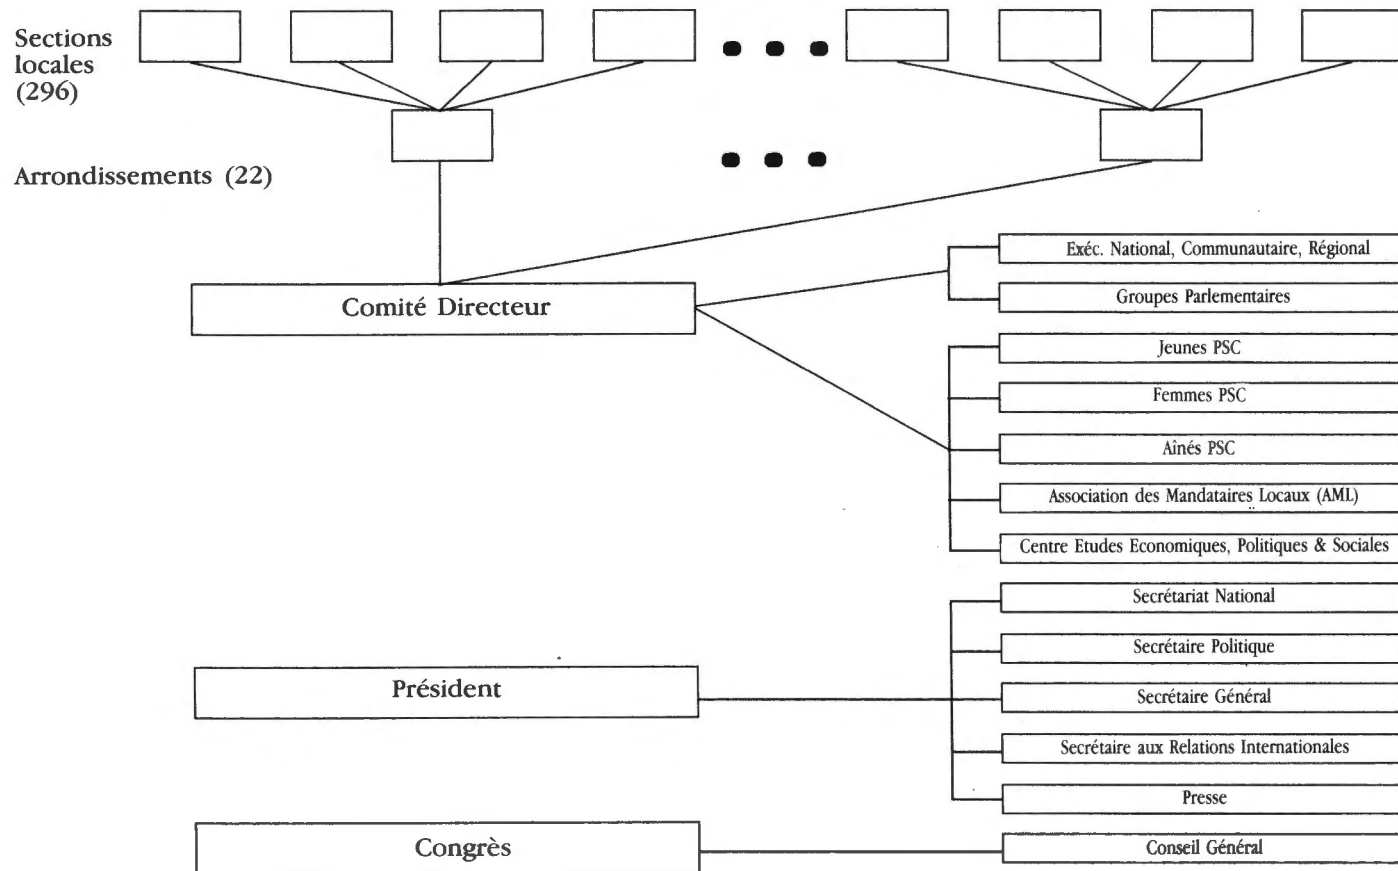 Sections
locales
(296)
Arrondissements (22)
Exéc. National, Communautaire, Régional
Comité Directeur
Groupes Parlementaires
Jeunes PSC
Femmes PSC
Aînés PSC
Association des Mandataires Locaux (AML)
Centre Etudes Economiques, Politiques & Sociales
Secrétariat National
Secrétaire Politique
Président
Secrétaire Général
Secrétaire aux Relations Internationales
Presse
Congrès
Conseil Général